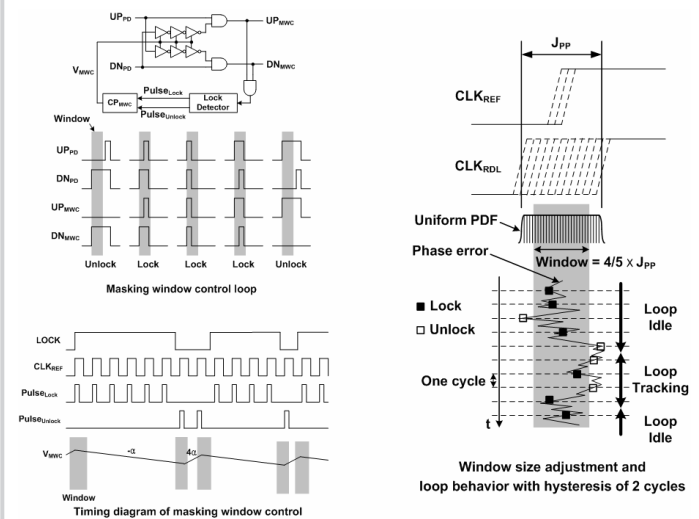 UP_PD
UP_MWC
V_MWC
DN_PD
DN_MWC
Pulse_Lock
CP_MWC
Lock Detector
Pulse_Unlock
Window
UP_PD
DN_PD
UP_MWC
DN_MWC
Unlock Lock Lock Lock Unlock
Masking window control loop
LOCK
CLK_REF
Pulse_Lock
Pulse_Unlock
V_MWC
-α
4α
Window
Timing diagram of masking window control
J_PP
CLK_REF
CLK_RDL
Uniform PDF
Phase error
Window = 4/5 x J_PP
Lock
Unlock
Loop Idle
One cycle
Loop Tracking
t
Loop Idle
Window size adjustment and
loop behavior with hysteresis of 2 cycles